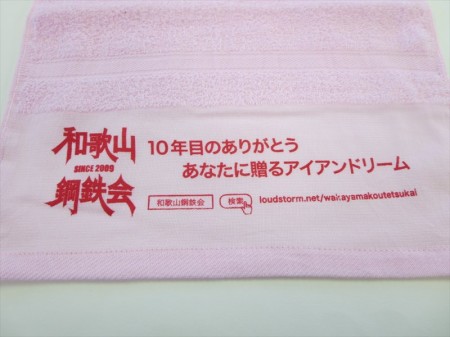 和歌山
SINCE 2009
鋼鉄会
10年目のありがとう
あなたに贈るアイアンドリーム
和歌山鋼鉄会 検索
loudstorm.net/wakayamakoutetsukai